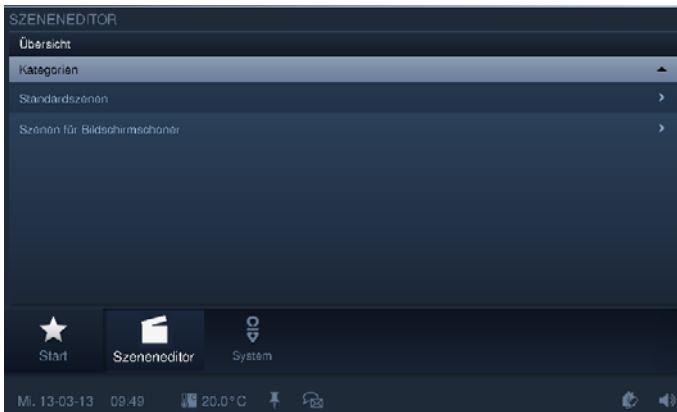 SZENENEDITOR
Übersicht
Kategorien
Standardszenen
Szenen für Bildschirmschoner
Start Szeneneditor System
Mi. 13-03-13 09:49 20.0°C